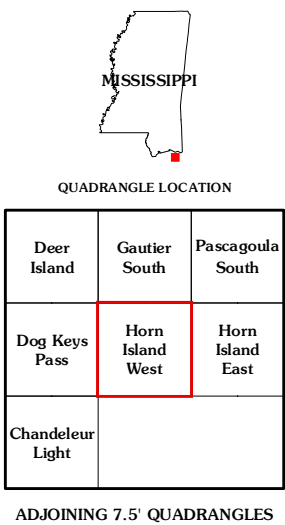 MISSISSIPPI
QUADRANGLE LOCATION
Deer
Island
Gautier
South
Pascagoula
South
Dog Keys
Pass
Horn
Island
West
Horn
Island
East
Chandeleur
Light
ADJOINING 7.5' QUADRANGLES